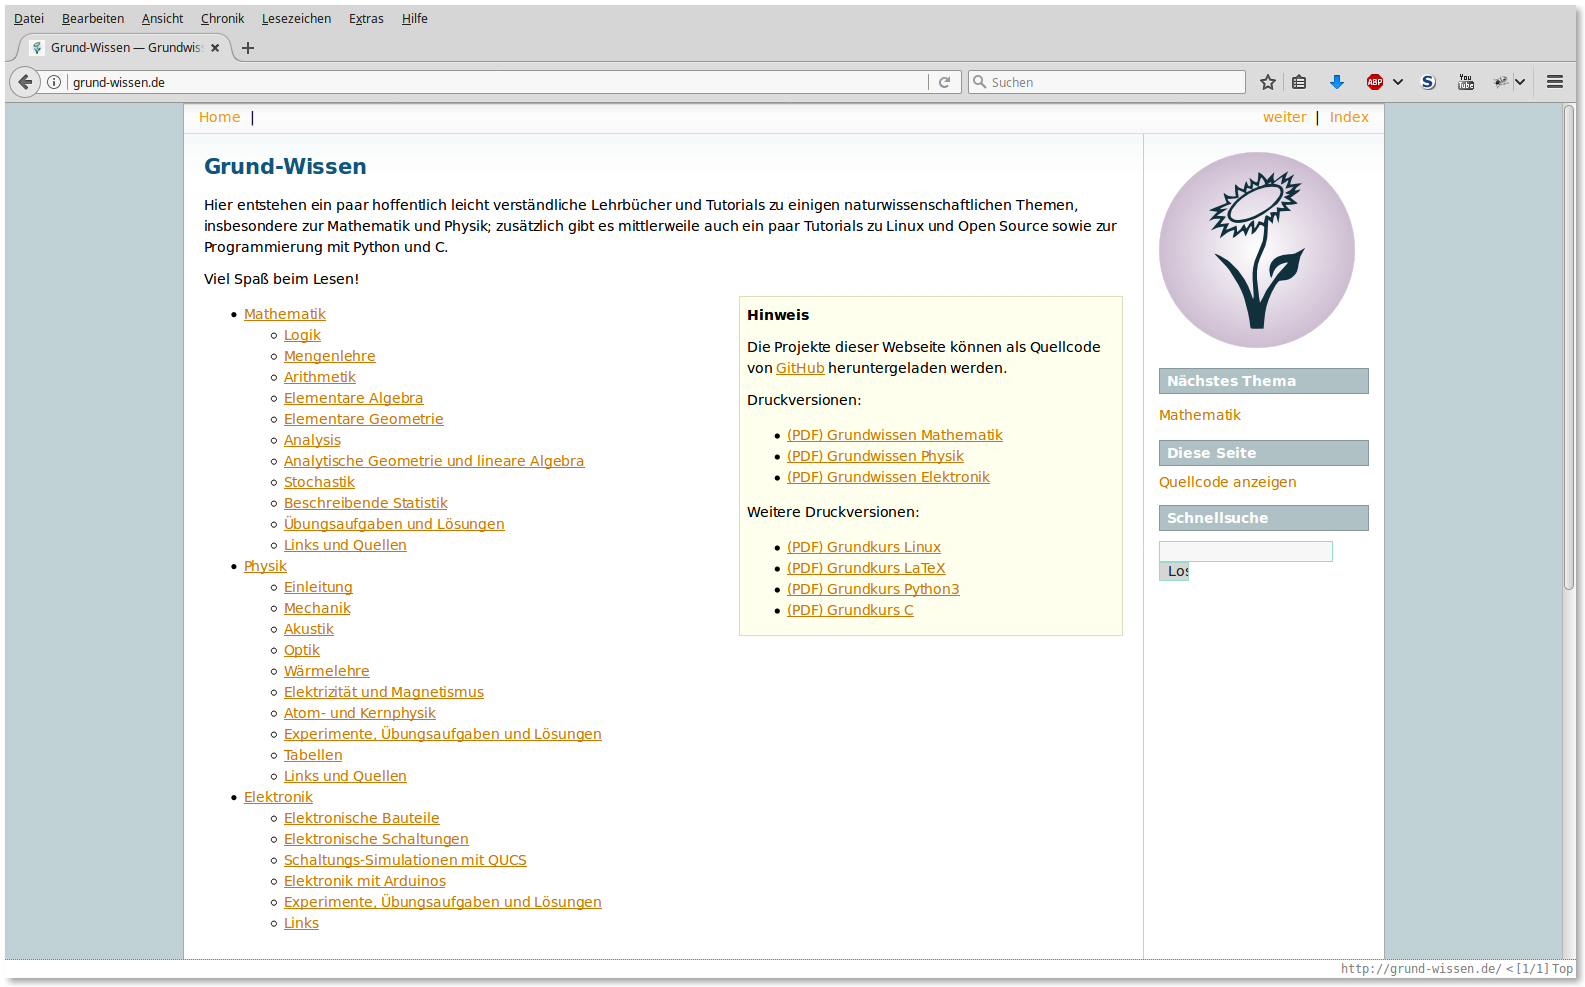 Datei Bearbeiten Ansicht Chronik Lesezeichen Extras Hilfe
Grund-Wissen — Grundwis
grund-wissen.de
Suchen
ABP
S
You Tube
Home |
weiter | Index
Grund-Wissen
Hier entstehen ein paar hoffentlich leicht verständliche Lehrbücher und Tutorials zu einigen naturwissenschaftlichen Themen,
insbesondere zur Mathematik und Physik; zusätzlich gibt es mittlerweile auch ein paar Tutorials zu Linux und Open Source sowie zur
Programmierung mit Python und C.
Viel Spaß beim Lesen!
Mathematik
Logik
Mengenlehre
Arithmetik
Elementare Algebra
Elementare Geometrie
Analysis
Analytische Geometrie und lineare Algebra
Stochastik
Beschreibende Statistik
Übungsaufgaben und Lösungen
Links und Quellen
Physik
Einleitung
Mechanik
Akustik
Optik
Wärmelehre
Elektrizität und Magnetismus
Atom- und Kernphysik
Experimente, Übungsaufgaben und Lösungen
Tabellen
Links und Quellen
Elektronik
Elektronische Bauteile
Elektronische Schaltungen
Schaltungs-Simulationen mit QUCS
Elektronik mit Arduinos
Experimente, Übungsaufgaben und Lösungen
Links
Hinweis
Die Projekte dieser Webseite können als Quellcode
von GitHub heruntergeladen werden.
Druckversionen:
(PDF) Grundwissen Mathematik
(PDF) Grundwissen Physik
(PDF) Grundwissen Elektronik
Weitere Druckversionen:
(PDF) Grundkurs Linux
(PDF) Grundkurs LaTeX
(PDF) Grundkurs Python3
(PDF) Grundkurs C
Nächstes Thema
Mathematik
Diese Seite
Quellcode anzeigen
Schnellsuche
Los
http://grund-wissen.de/ <[1/1] Top